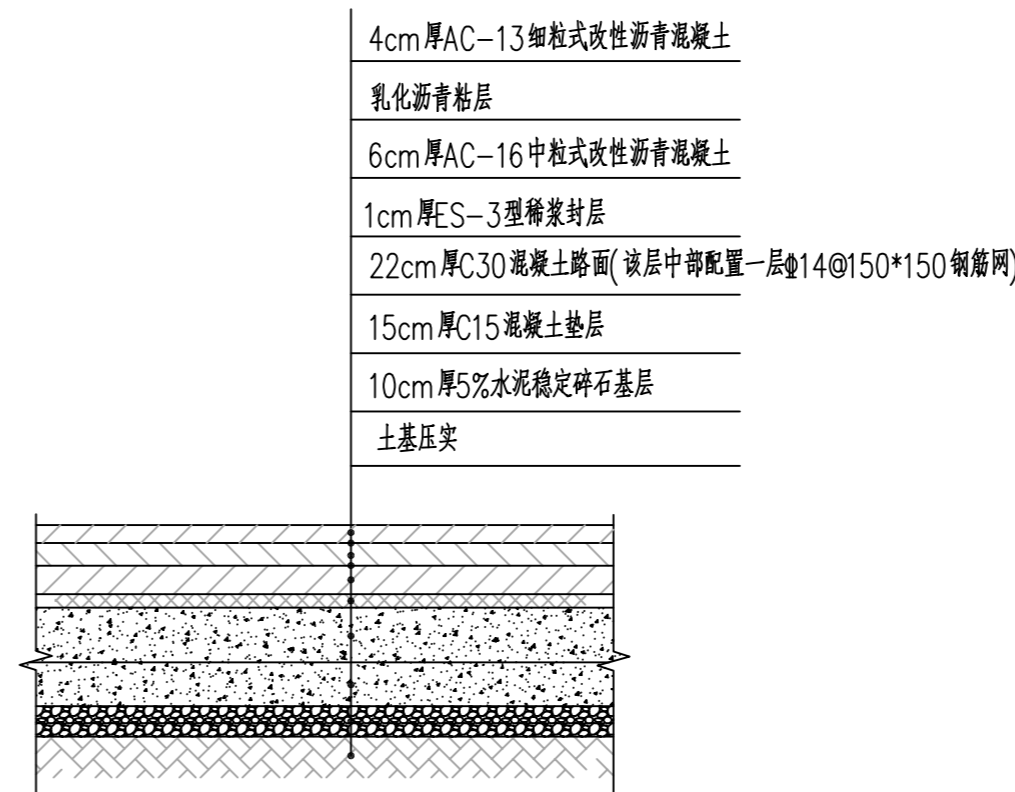 4cm厚AC-13细粒式改性沥青混凝土
乳化沥青粘层
6cm厚AC-16中粒式改性沥青混凝土
1cm厚ES-3型稀浆封层
22cm厚C30混凝土路面(该层中部配置一层Φ14@150*150钢筋网)
15cm厚C15混凝土垫层
10cm厚5%水泥稳定碎石基层
土基压实